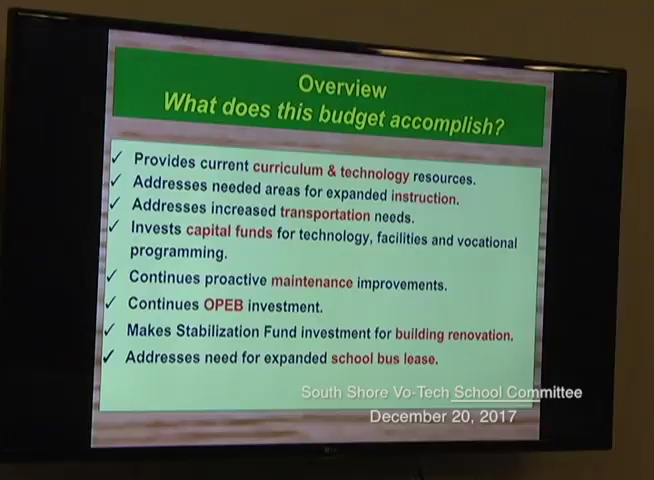 Overview
What does this budget accomplish?
✓ Provides current curriculum & technology resources.
✓ Addresses needed areas for expanded instruction.
✓ Addresses increased transportation needs.
✓ Invests capital funds for technology, facilities and vocational
programming.
✓ Continues proactive maintenance improvements.
✓ Continues OPEB investment.
✓ Makes Stabilization Fund investment for building renovation.
✓ Addresses need for expanded school bus lease.
South Shore Vo-Tech School Committee
December 20, 2017